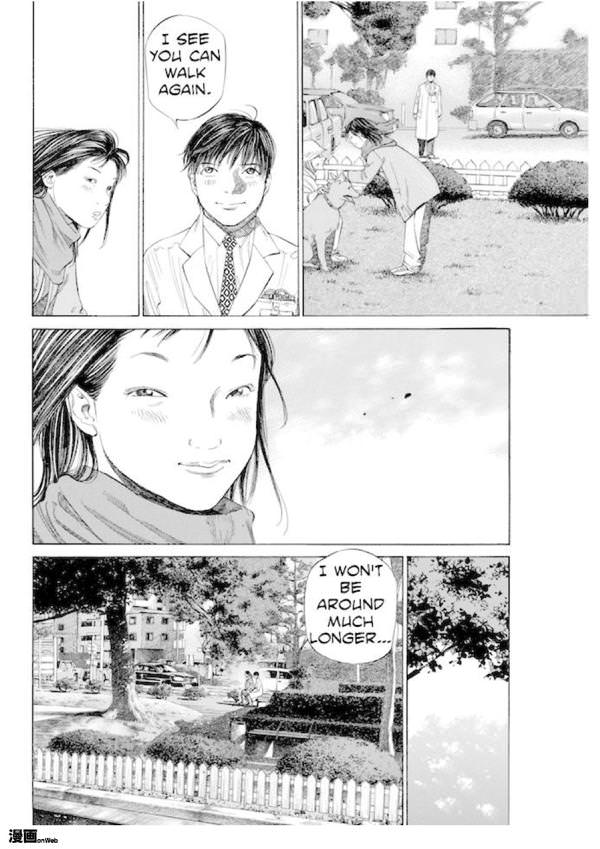 I SEE
YOU CAN
WALK
AGAIN.
I WON'T
BE
AROUND
MUCH
LONGER...
漫画onWeb